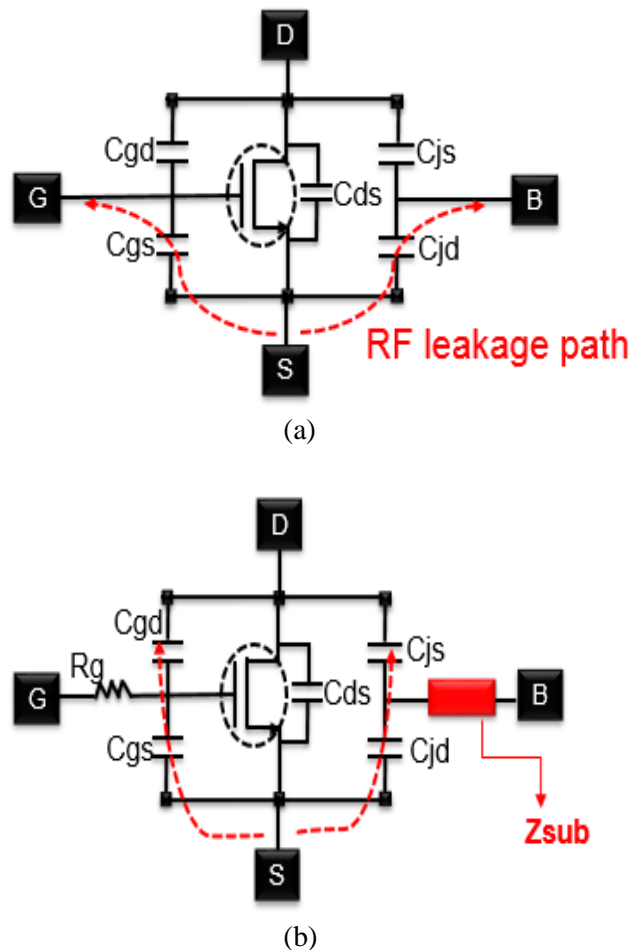 D
Cgd
Cjs
G
Cds
B
Cgs
Cjd
RF leakage path
S
(a)
D
Cgd
Cjs
Rg
G
Cds
B
Cgs
Cjd
Zsub
S
(b)